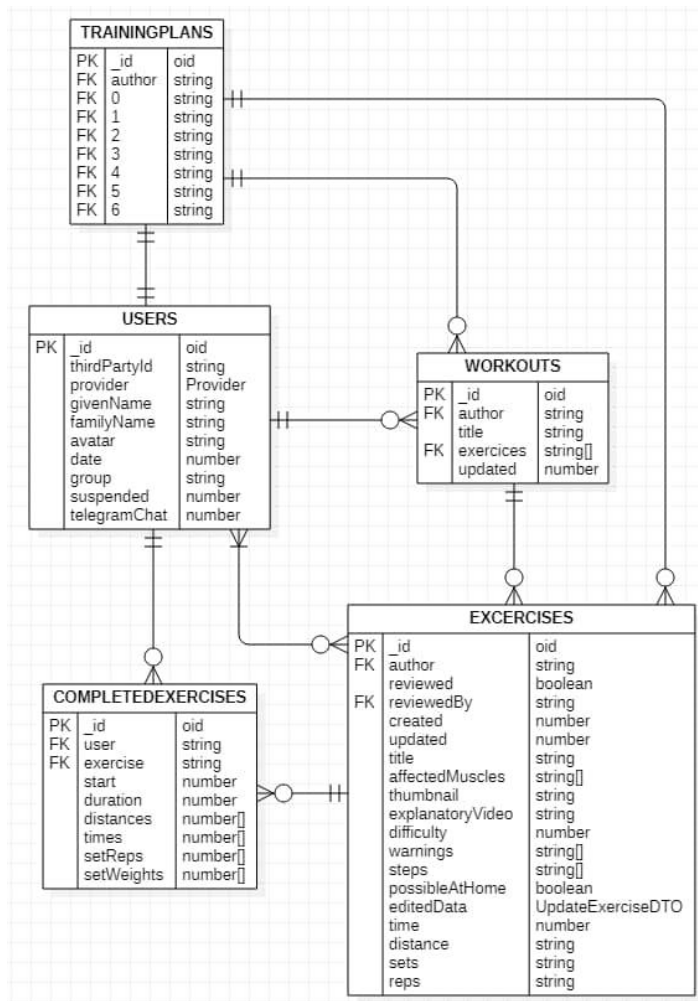 TRAININGPLANS
PK _id oid
FK author string
FK 0 string
FK 1 string
FK 2 string
FK 3 string
FK 4 string
FK 5 string
FK 6 string
USERS
PK _id oid
thirdPartyId string
provider Provider
givenName string
familyName string
avatar string
date number
group string
suspended number
telegramChat number
WORKOUTS
PK _id oid
FK author string
title string
FK exercices string[]
updated number
EXCERCISES
PK _id oid
FK author string
reviewed boolean
FK reviewedBy string
created number
updated number
title string
affectedMuscles string[]
thumbnail string
explanatoryVideo string
difficulty number
warnings string[]
steps string[]
possibleAtHome boolean
editedData UpdateExerciseDTO
time number
distance string
sets string
reps string
COMPLETEDEXERCISES
PK _id oid
FK user string
FK exercise string
start number
duration number
distances number[]
times number[]
setReps number[]
setWeights number[]